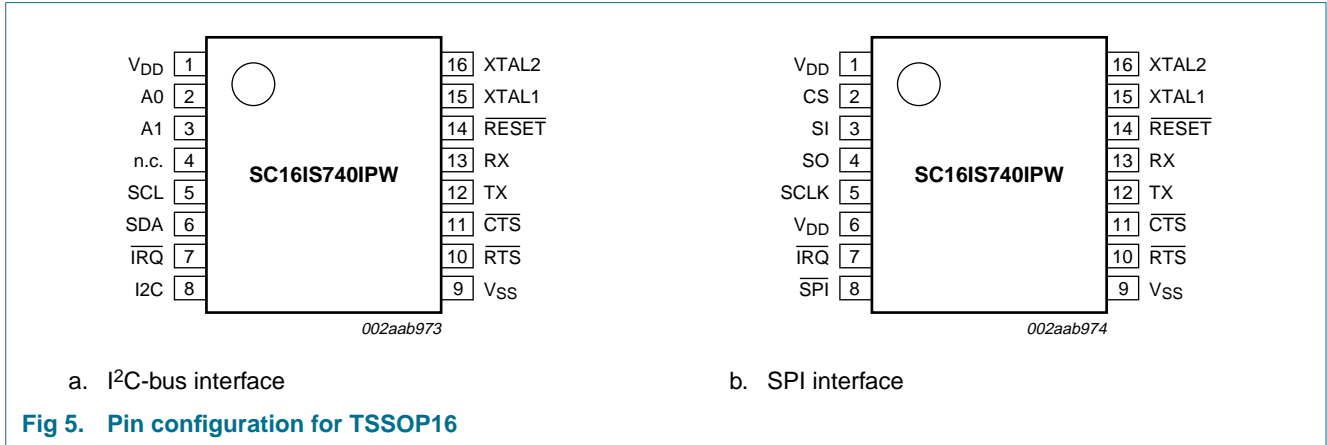 VDD 1
A0 2
A1 3
n.c. 4
SCL 5
SDA 6
IRQ 7
I2C 8
SC16IS740IPW
16 XTAL2
15 XTAL1
14 RESET
13 RX
12 TX
11 CTS
10 RTS
9 VSS
002aab973
a. I2C-bus interface
VDD 1
CS 2
SI 3
SO 4
SCLK 5
VDD 6
IRQ 7
SPI 8
SC16IS740IPW
16 XTAL2
15 XTAL1
14 RESET
13 RX
12 TX
11 CTS
10 RTS
9 VSS
002aab974
b. SPI interface
Fig 5. Pin configuration for TSSOP16